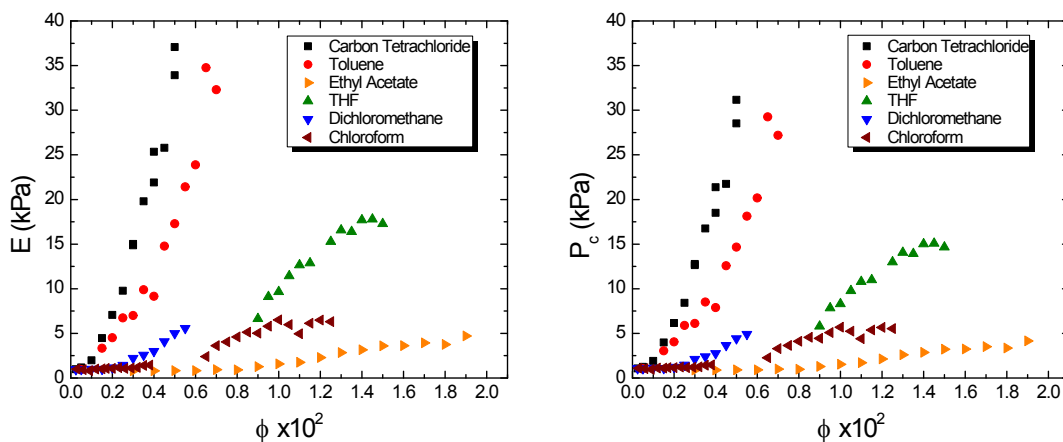 40
35
30
25
20
15
10
5
0
E (kPa)
Carbon Tetrachloride
Toluene
Ethyl Acetate
THF
Dichloromethane
Chloroform
0.0 0.2 0.4 0.6 0.8 1.0 1.2 1.4 1.6 1.8 2.0
ϕ x10²
40
35
30
25
20
15
10
5
0
P_c (kPa)
Carbon Tetrachloride
Toluene
Ethyl Acetate
THF
Dichloromethane
Chloroform
0.0 0.2 0.4 0.6 0.8 1.0 1.2 1.4 1.6 1.8 2.0
ϕ x10²